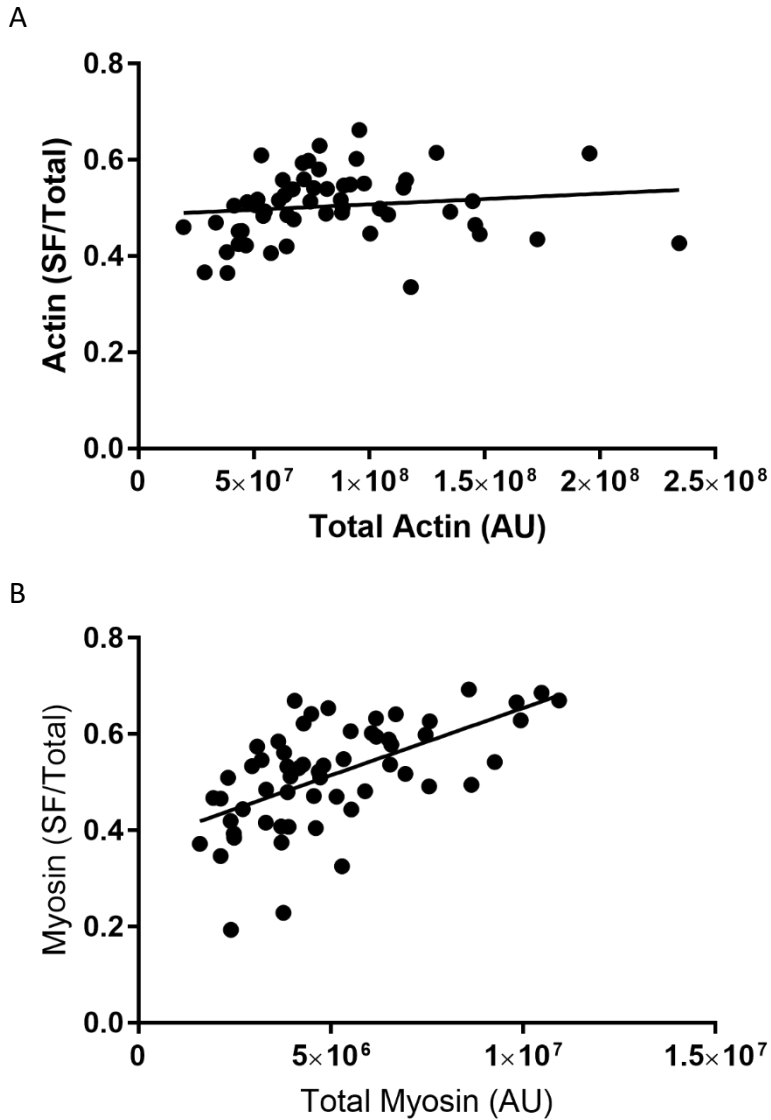 A
Actin (SF/Total)
0.8
0.6
0.4
0.2
0.0
0 5×10⁷ 1×10⁸ 1.5×10⁸ 2×10⁸ 2.5×10⁸
Total Actin (AU)
B
Myosin (SF/Total)
0.8
0.6
0.4
0.2
0.0
0 5×10⁶ 1×10⁷ 1.5×10⁷
Total Myosin (AU)